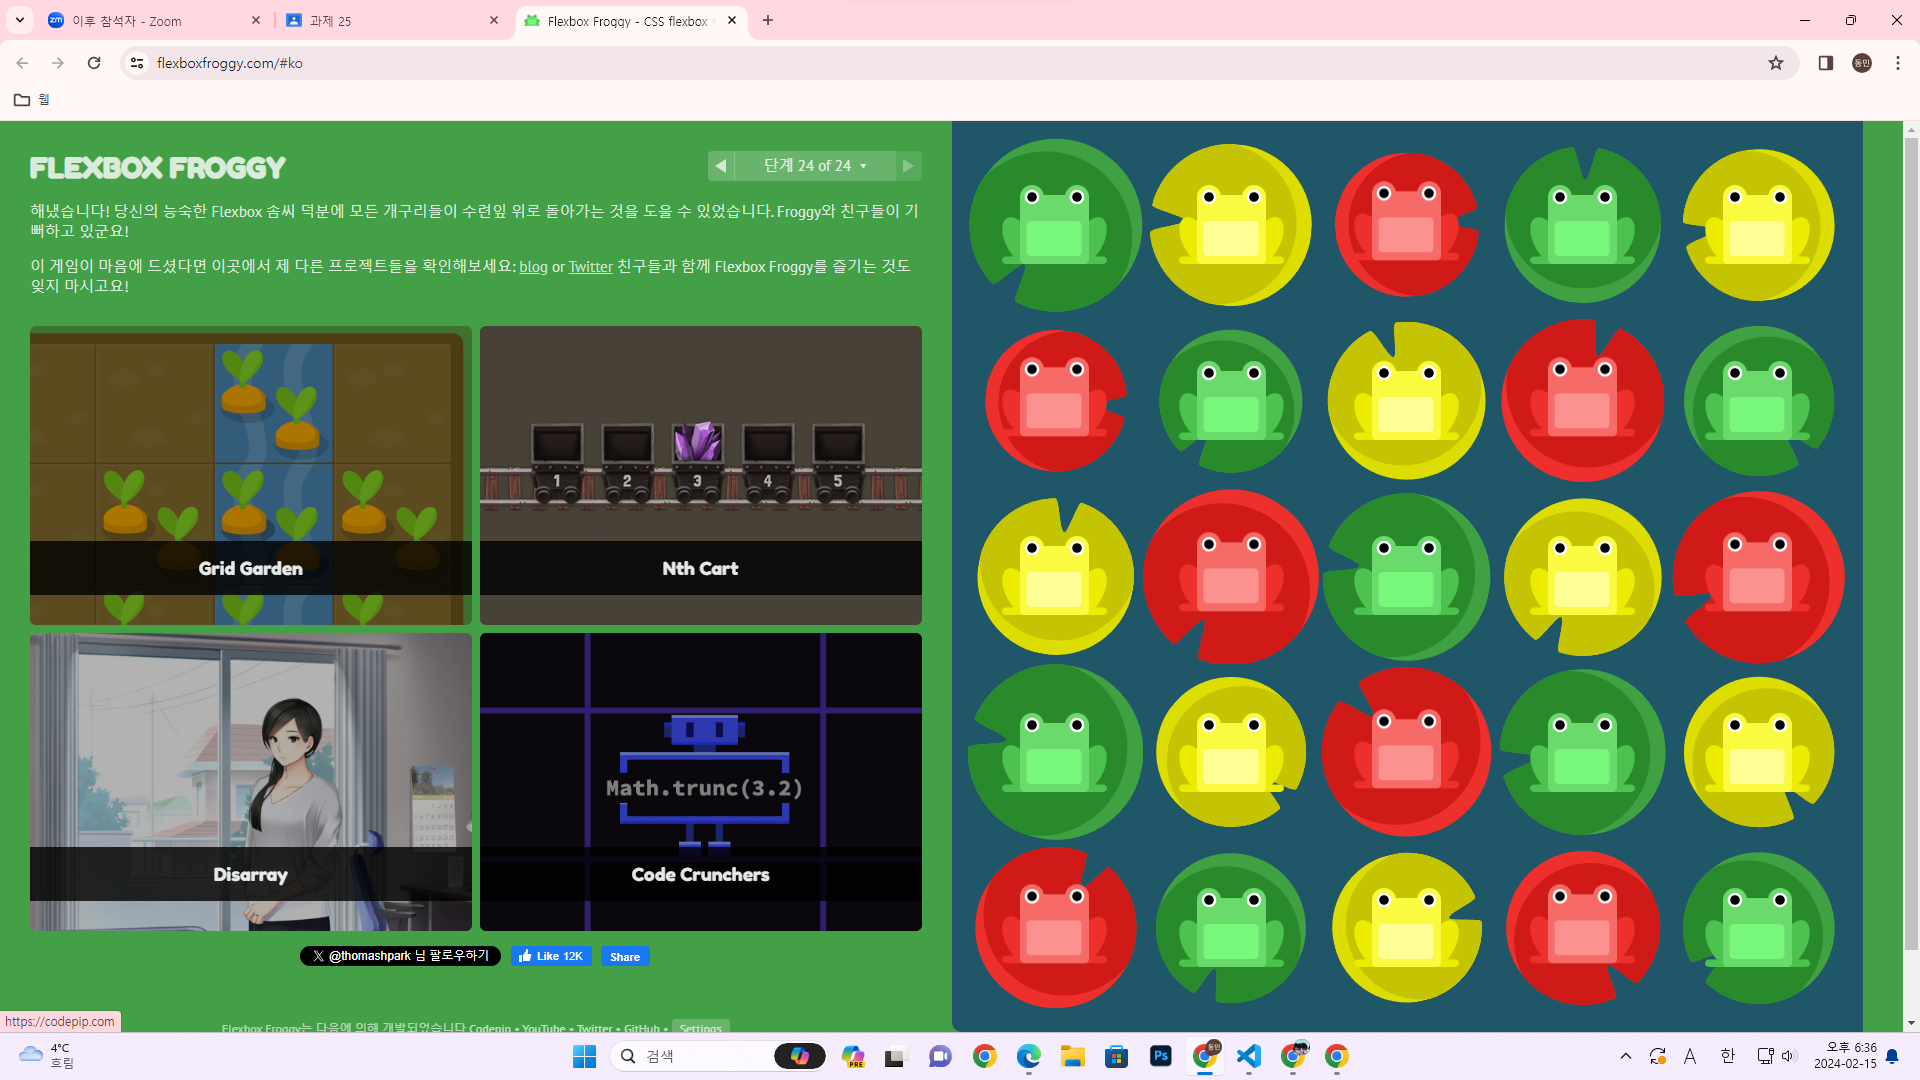 이후 참석자 - Zoom
과제 25
Flexbox Froggy - CSS flexbox
flexboxfroggy.com/#ko
동민
웹
FLEXBOX FROGGY
단계 24 of 24
해냈습니다! 당신의 능숙한 Flexbox 솜씨 덕분에 모든 개구리들이 수련잎 위로 돌아가는 것을 도울 수 있었습니다. Froggy와 친구들이 기
뻐하고 있군요!
이 게임이 마음에 드셨다면 이곳에서 제 다른 프로젝트들을 확인해보세요: blog or Twitter 친구들과 함께 Flexbox Froggy를 즐기는 것도
잊지 마시고요!
1 2 3 4 5
Grid Garden
Nth Cart
Math.trunc(3.2)
Disarray
Code Crunchers
@thomashpark 님 팔로우하기
Like 12K
Share
Flexbox Froggy는 다음에 의해 개발되었습니다 Codepip • YouTube • Twitter • GitHub •
Settings
https://codepip.com
4°C
흐림
검색
PRE
Ps
동민
A
한
오후 6:36
2024-02-15